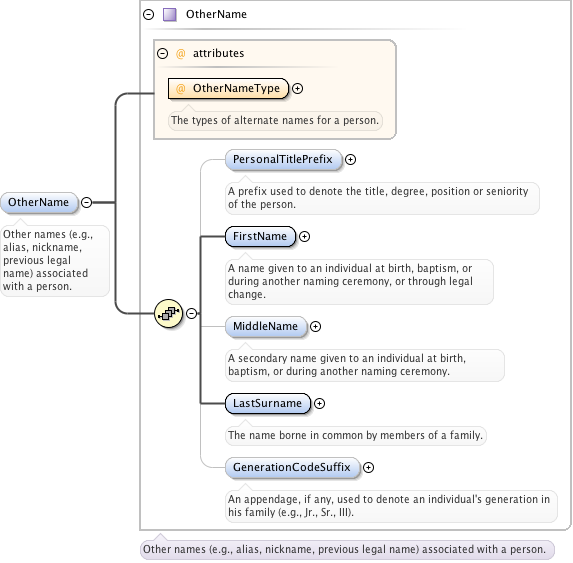 OtherName
@ attributes
@ OtherNameType
The types of alternate names for a person.
PersonalTitlePrefix
A prefix used to denote the title, degree, position or seniority
of the person.
OtherName
Other names (e.g.,
alias, nickname,
previous legal
name) associated
with a person.
FirstName
A name given to an individual at birth, baptism, or
during another naming ceremony, or through legal
change.
MiddleName
A secondary name given to an individual at birth,
baptism, or during another naming ceremony.
LastSurname
The name borne in common by members of a family.
GenerationCodeSuffix
An appendage, if any, used to denote an individual's generation in
his family (e.g., Jr., Sr., III).
Other names (e.g., alias, nickname, previous legal name) associated with a person.